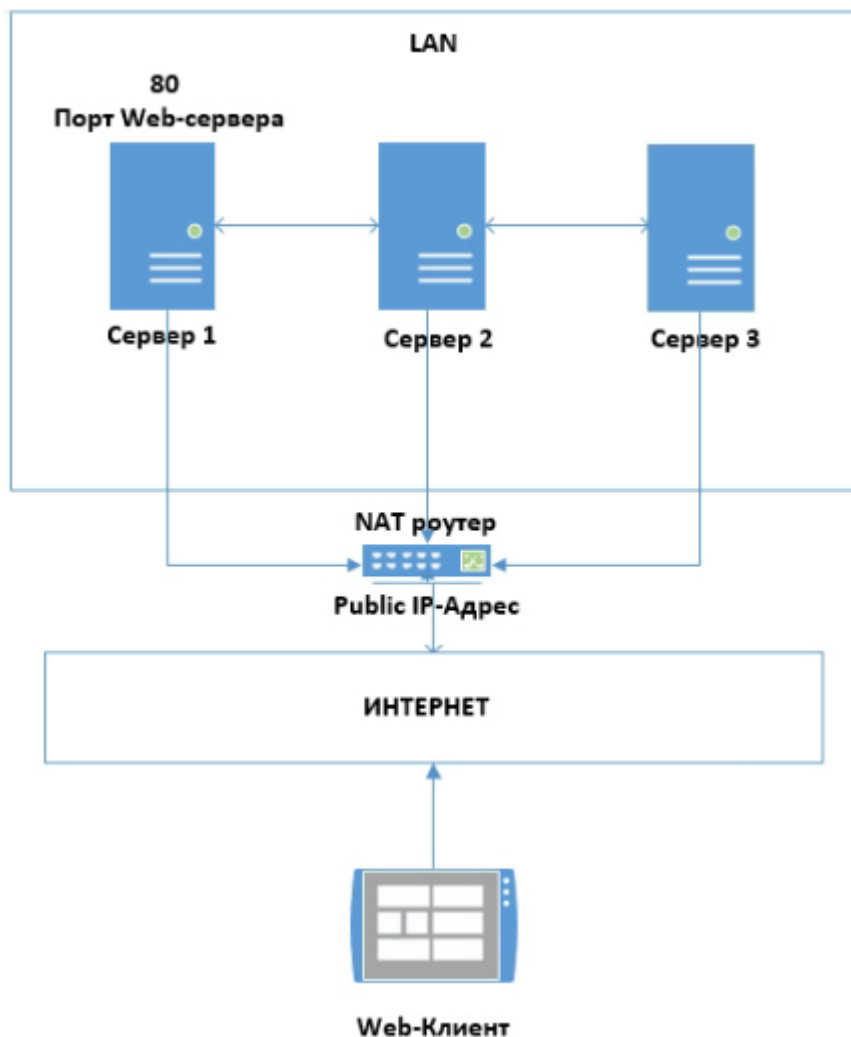 LAN
80
Порт Web-сервера
Сервер 1
Сервер 2
Сервер 3
NAT роутер
Public IP-Адрес
ИНТЕРНЕТ
Web-Клиент